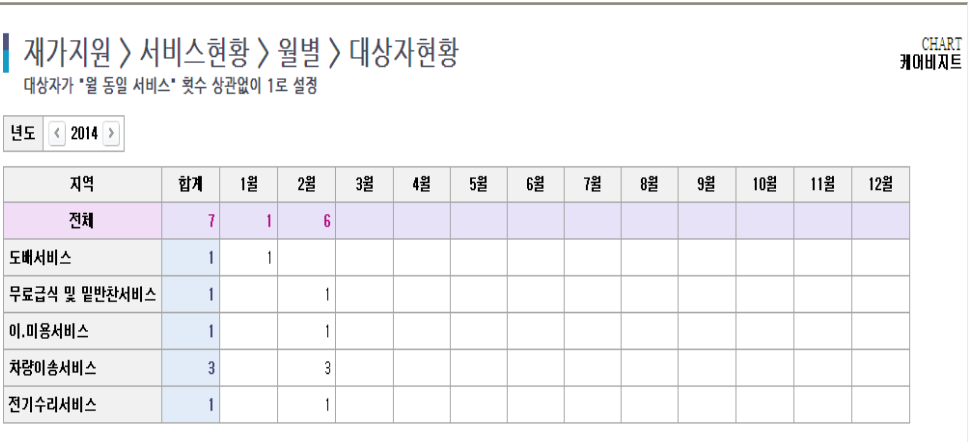 재가지원 〉 서비스현황 〉 월별 〉 대상자현황
대상자가 "월 동일 서비스" 횟수 상관없이 1로 설정
CHART
케어비지트
년도 < 2014 >
지역 합계 1월 2월 3월 4월 5월 6월 7월 8월 9월 10월 11월 12월
전체 7 1 6
도배서비스 1 1
무료급식 및 밑반찬서비스 1 1
이.미용서비스 1 1
차량이송서비스 3 3
전기수리서비스 1 1